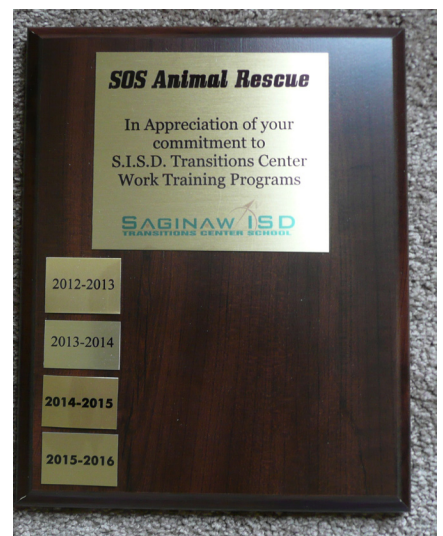 SOS Animal Rescue
In Appreciation of your
commitment to
S.I.S.D. Transitions Center
Work Training Programs
SAGINAW ISD
TRANSITIONS CENTER SCHOOL
2012-2013
2013-2014
2014-2015
2015-2016